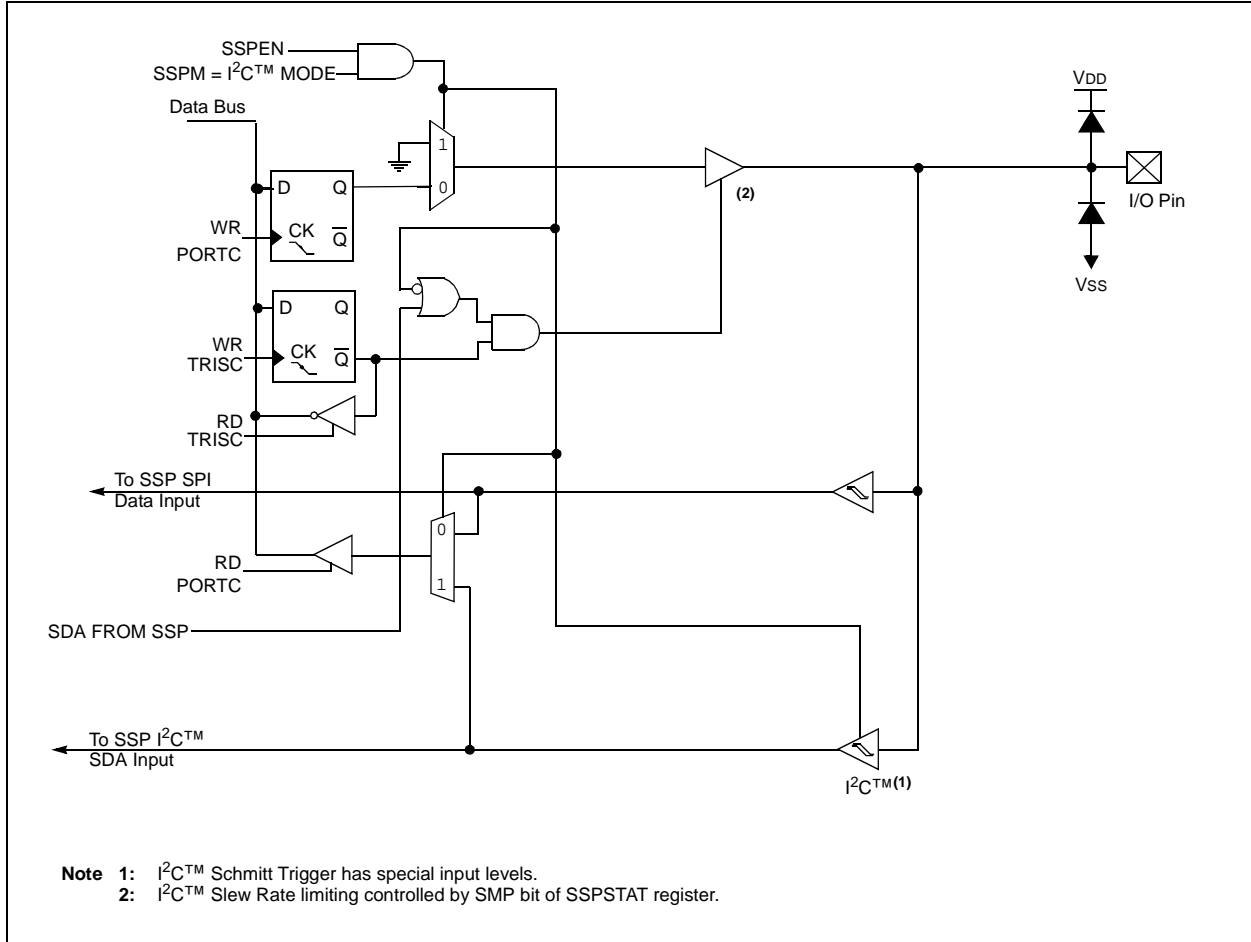 SSPEN
SSPM = I²C™ MODE
Data Bus
VDD
1
0
(2)
I/O Pin
D Q
CK Q̅
WR
PORTC
VSS
D Q
CK Q̅
WR
TRISC
RD
TRISC
To SSP SPI
Data Input
0
1
RD
PORTC
SDA FROM SSP
To SSP I²C™
SDA Input
I²C™(1)
Note 1: I²C™ Schmitt Trigger has special input levels.
2: I²C™ Slew Rate limiting controlled by SMP bit of SSPSTAT register.